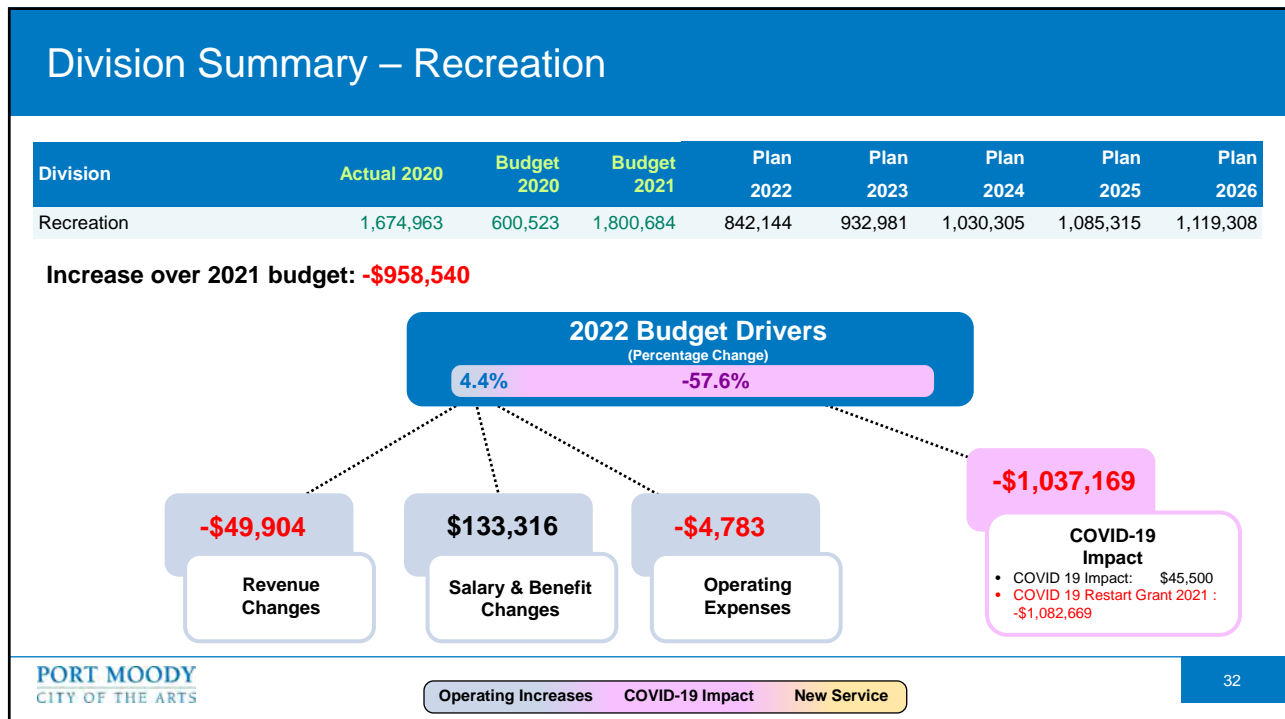 Division Summary – Recreation
Division Actual 2020 Budget 2020 Budget 2021 Plan 2022 Plan 2023 Plan 2024 Plan 2025 Plan 2026
Recreation 1,674,963 600,523 1,800,684 842,144 932,981 1,030,305 1,085,315 1,119,308
Increase over 2021 budget: -$958,540
2022 Budget Drivers
(Percentage Change)
4.4% -57.6%
-$49,904
Revenue
Changes
$133,316
Salary & Benefit
Changes
-$4,783
Operating
Expenses
-$1,037,169
COVID-19
Impact
• COVID 19 Impact: $45,500
• COVID 19 Restart Grant 2021 :
-$1,082,669
PORT MOODY
CITY OF THE ARTS
Operating Increases COVID-19 Impact New Service
32